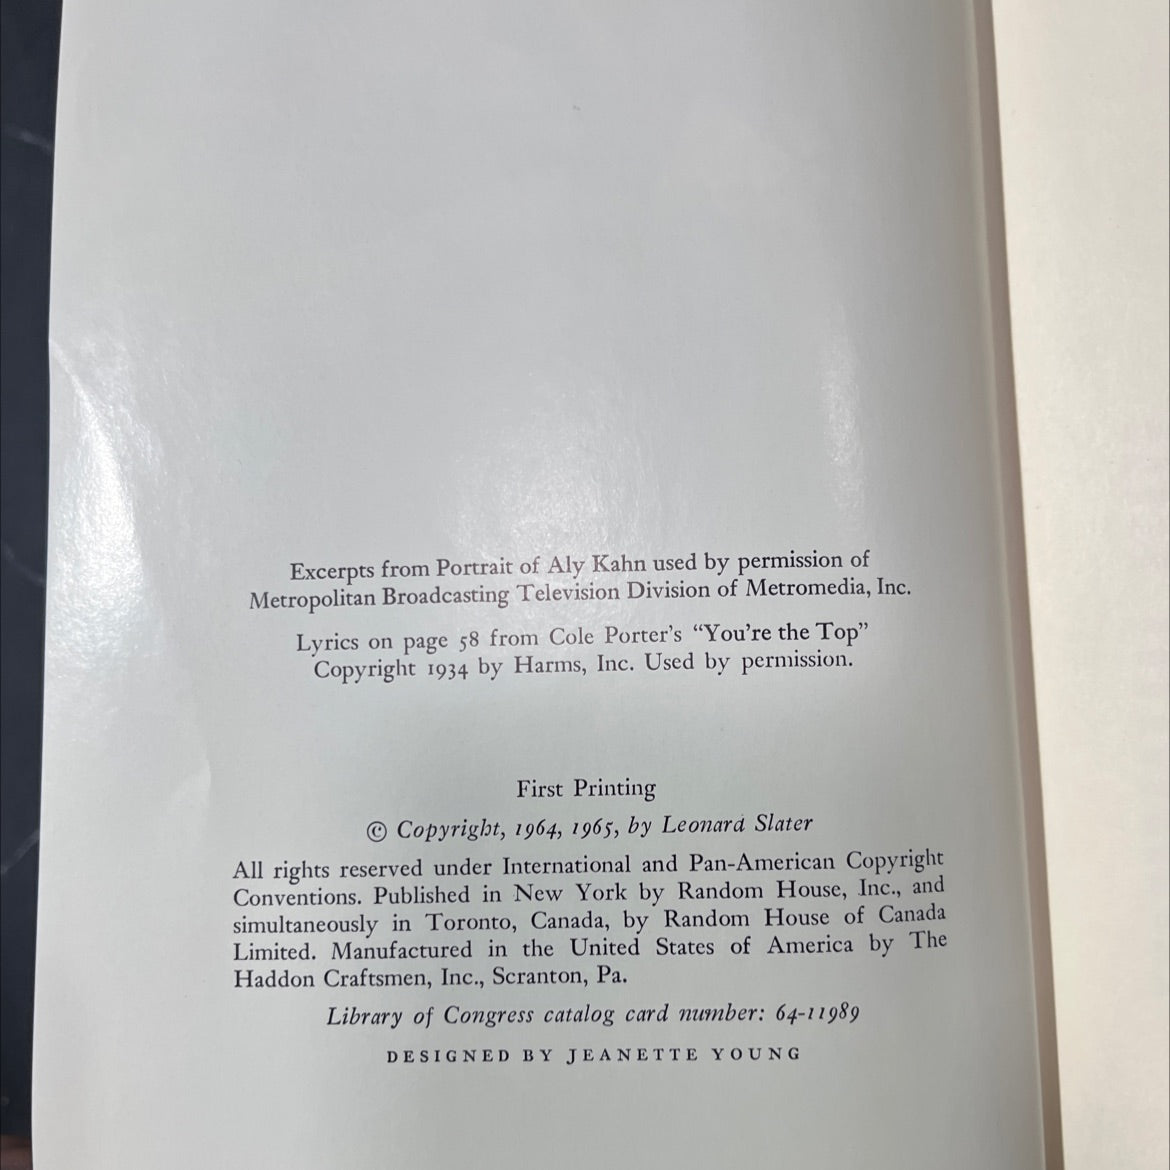 Excerpts from Portrait of Aly Kahn used by permission of
Metropolitan Broadcasting Television Division of Metromedia, Inc.
Lyrics on page 58 from Cole Porter's “You're the Top”
Copyright 1934 by Harms, Inc. Used by permission.
First Printing
© Copyright, 1964, 1965, by Leonard Slater
All rights reserved under International and Pan-American Copyright
Conventions. Published in New York by Random House, Inc., and
simultaneously in Toronto, Canada, by Random House of Canada
Limited. Manufactured in the United States of America by The
Haddon Craftsmen, Inc., Scranton, Pa.
Library of Congress catalog card number: 64-11989
DESIGNED BY JEANETTE YOUNG